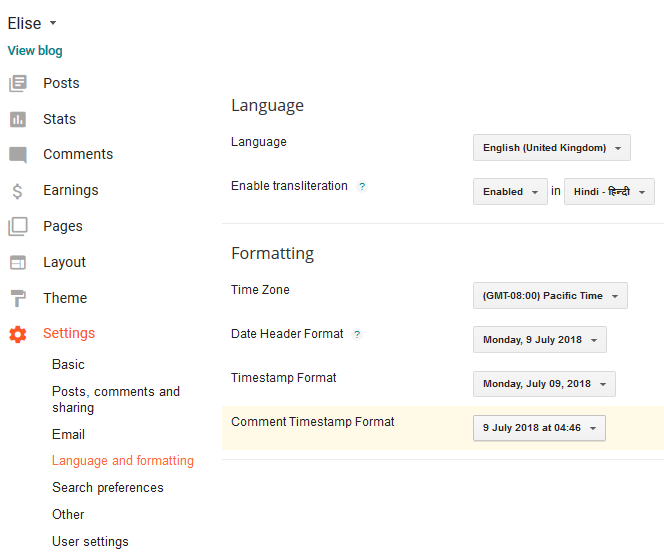 Elise
View blog
Posts
Stats
Comments
Earnings
Pages
Layout
Theme
Settings
Basic
Posts, comments and
sharing
Email
Language and formatting
Search preferences
Other
User settings
Language
Language English (United Kingdom)
Enable transliteration ? Enabled in Hindi - हिन्दी
Formatting
Time Zone (GMT-08:00) Pacific Time
Date Header Format ? Monday, 9 July 2018
Timestamp Format Monday, July 09, 2018
Comment Timestamp Format 9 July 2018 at 04:46